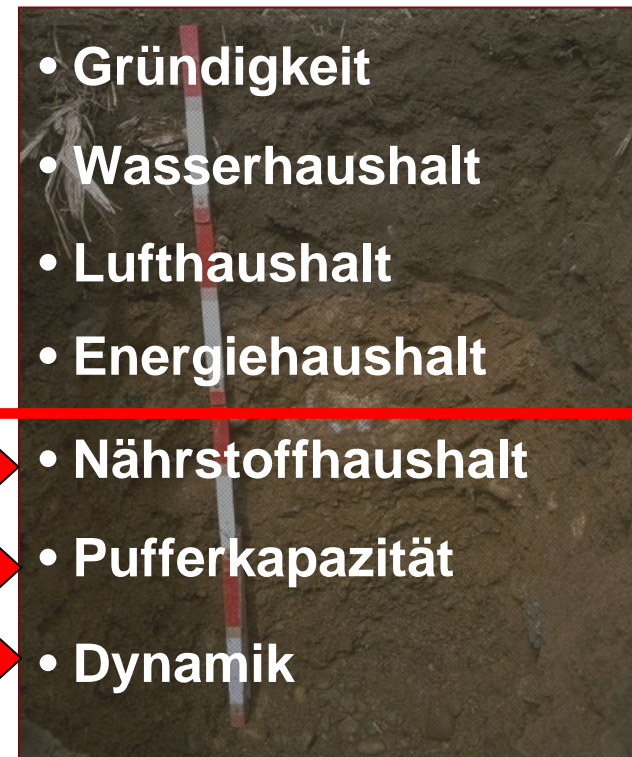 • Gründigkeit
• Wasserhaushalt
• Lufthaushalt
• Energiehaushalt
• Nährstoffhaushalt
• Pufferkapazität
• Dynamik